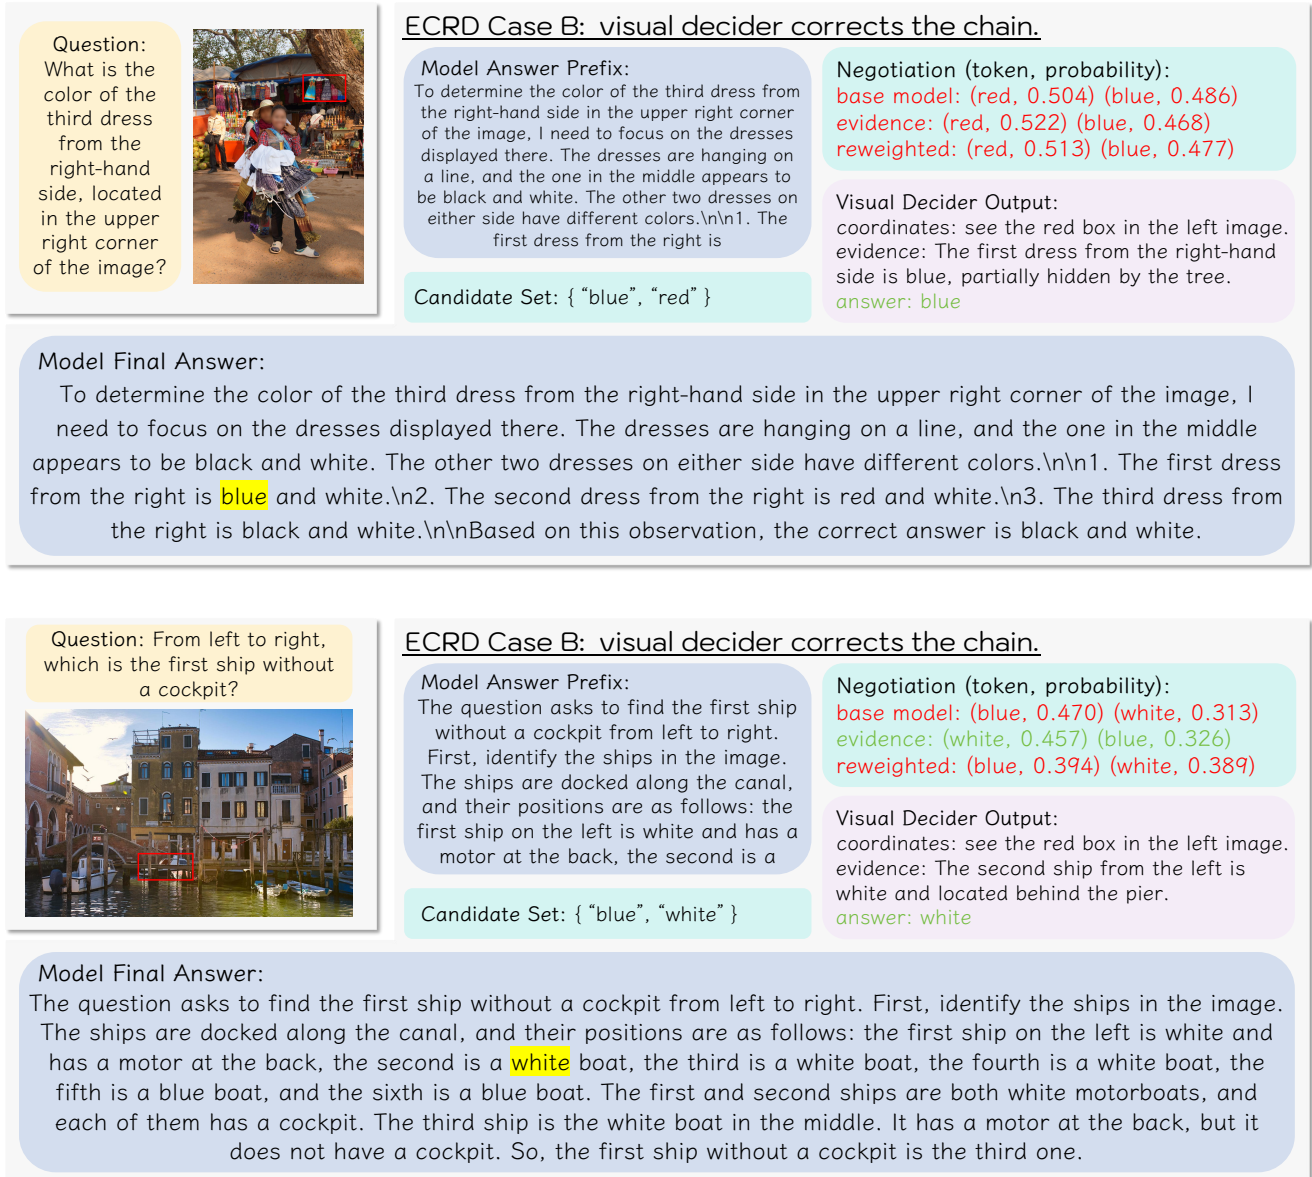 Question:
What is the
color of the
third dress
from the
right-hand
side, located
in the upper
right corner
of the image?
ECRD Case B: visual decider corrects the chain.
Model Answer Prefix:
To determine the color of the third dress from
the right-hand side in the upper right corner
of the image, I need to focus on the dresses
displayed there. The dresses are hanging on
a line, and the one in the middle appears to
be black and white. The other two dresses on
either side have different colors.\n\n1. The
first dress from the right is
Candidate Set: { “blue”, “red” }
Negotiation (token, probability):
base model: (red, 0.504) (blue, 0.486)
evidence: (red, 0.522) (blue, 0.468)
reweighted: (red, 0.513) (blue, 0.477)
Visual Decider Output:
coordinates: see the red box in the left image.
evidence: The first dress from the right-hand
side is blue, partially hidden by the tree.
answer: blue
Model Final Answer:
To determine the color of the third dress from the right-hand side in the upper right corner of the image, I
need to focus on the dresses displayed there. The dresses are hanging on a line, and the one in the middle
appears to be black and white. The other two dresses on either side have different colors.\n\n1. The first dress
from the right is blue and white.\n2. The second dress from the right is red and white.\n3. The third dress from
the right is black and white.\n\nBased on this observation, the correct answer is black and white.
Question: From left to right,
which is the first ship without
a cockpit?
ECRD Case B: visual decider corrects the chain.
Model Answer Prefix:
The question asks to find the first ship
without a cockpit from left to right.
First, identify the ships in the image.
The ships are docked along the canal,
and their positions are as follows: the
first ship on the left is white and has a
motor at the back, the second is a
Candidate Set: { “blue”, “white” }
Negotiation (token, probability):
base model: (blue, 0.470) (white, 0.313)
evidence: (white, 0.457) (blue, 0.326)
reweighted: (blue, 0.394) (white, 0.389)
Visual Decider Output:
coordinates: see the red box in the left image.
evidence: The second ship from the left is
white and located behind the pier.
answer: white
Model Final Answer:
The question asks to find the first ship without a cockpit from left to right. First, identify the ships in the image.
The ships are docked along the canal, and their positions are as follows: the first ship on the left is white and
has a motor at the back, the second is a white boat, the third is a white boat, the fourth is a white boat, the
fifth is a blue boat, and the sixth is a blue boat. The first and second ships are both white motorboats, and
each of them has a cockpit. The third ship is the white boat in the middle. It has a motor at the back, but it
does not have a cockpit. So, the first ship without a cockpit is the third one.